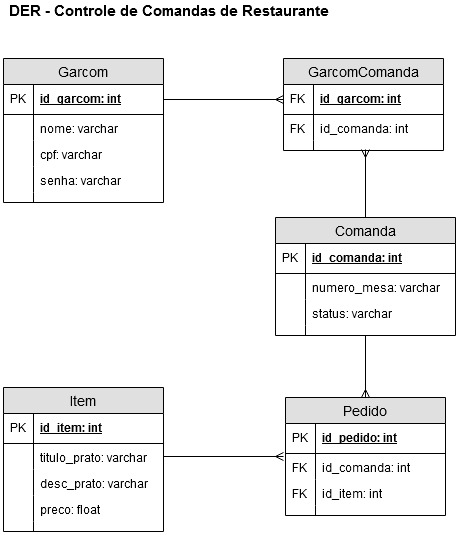 DER - Controle de Comandas de Restaurante
Garcom
PK id_garcom: int
nome: varchar
cpf: varchar
senha: varchar
GarcomComanda
FK id_garcom: int
FK id_comanda: int
Comanda
PK id_comanda: int
numero_mesa: varchar
status: varchar
Item
PK id_item: int
titulo_prato: varchar
desc_prato: varchar
preco: float
Pedido
PK id_pedido: int
FK id_comanda: int
FK id_item: int